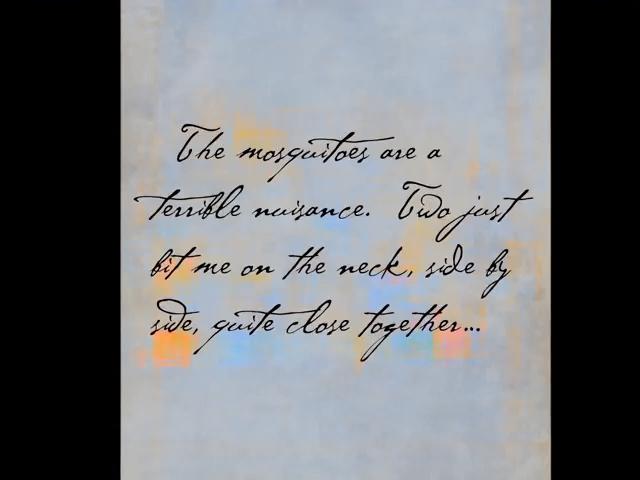 The mosquitoes are a
terrible nuisance. Two just
bit me on the neck, side by
side, quite close together...